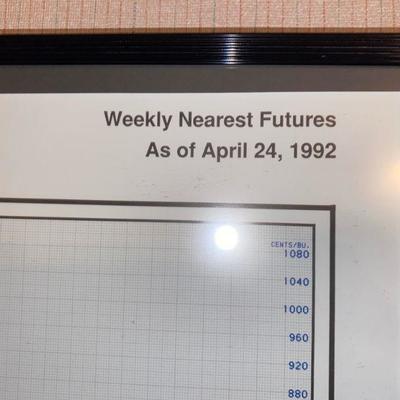 Weekly Nearest Futures
As of April 24, 1992
CENTS/BU.
1080
1040
1000
960
920
880